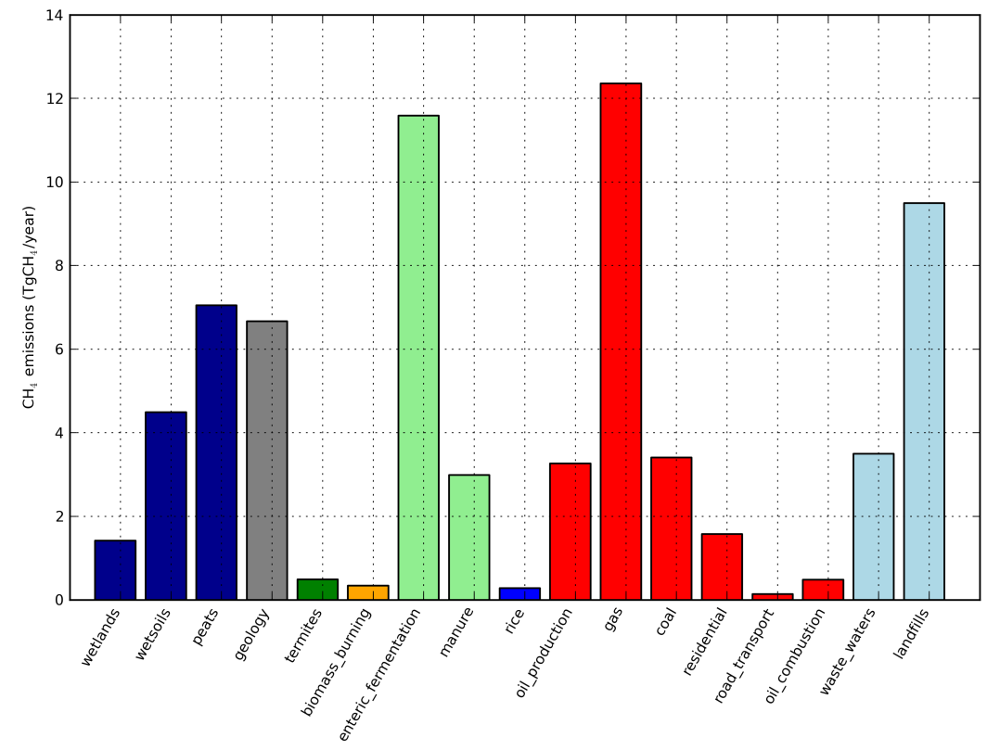 14
12
10
8
6
4
2
0
CH₄ emissions (TgCH₄/year)
wetlands
wetsoils
peats
geology
termites
biomass_burning
enteric_fermentation
manure
rice
oil_production
gas
coal
residential
road_transport
oil_combustion
waste_waters
landfills